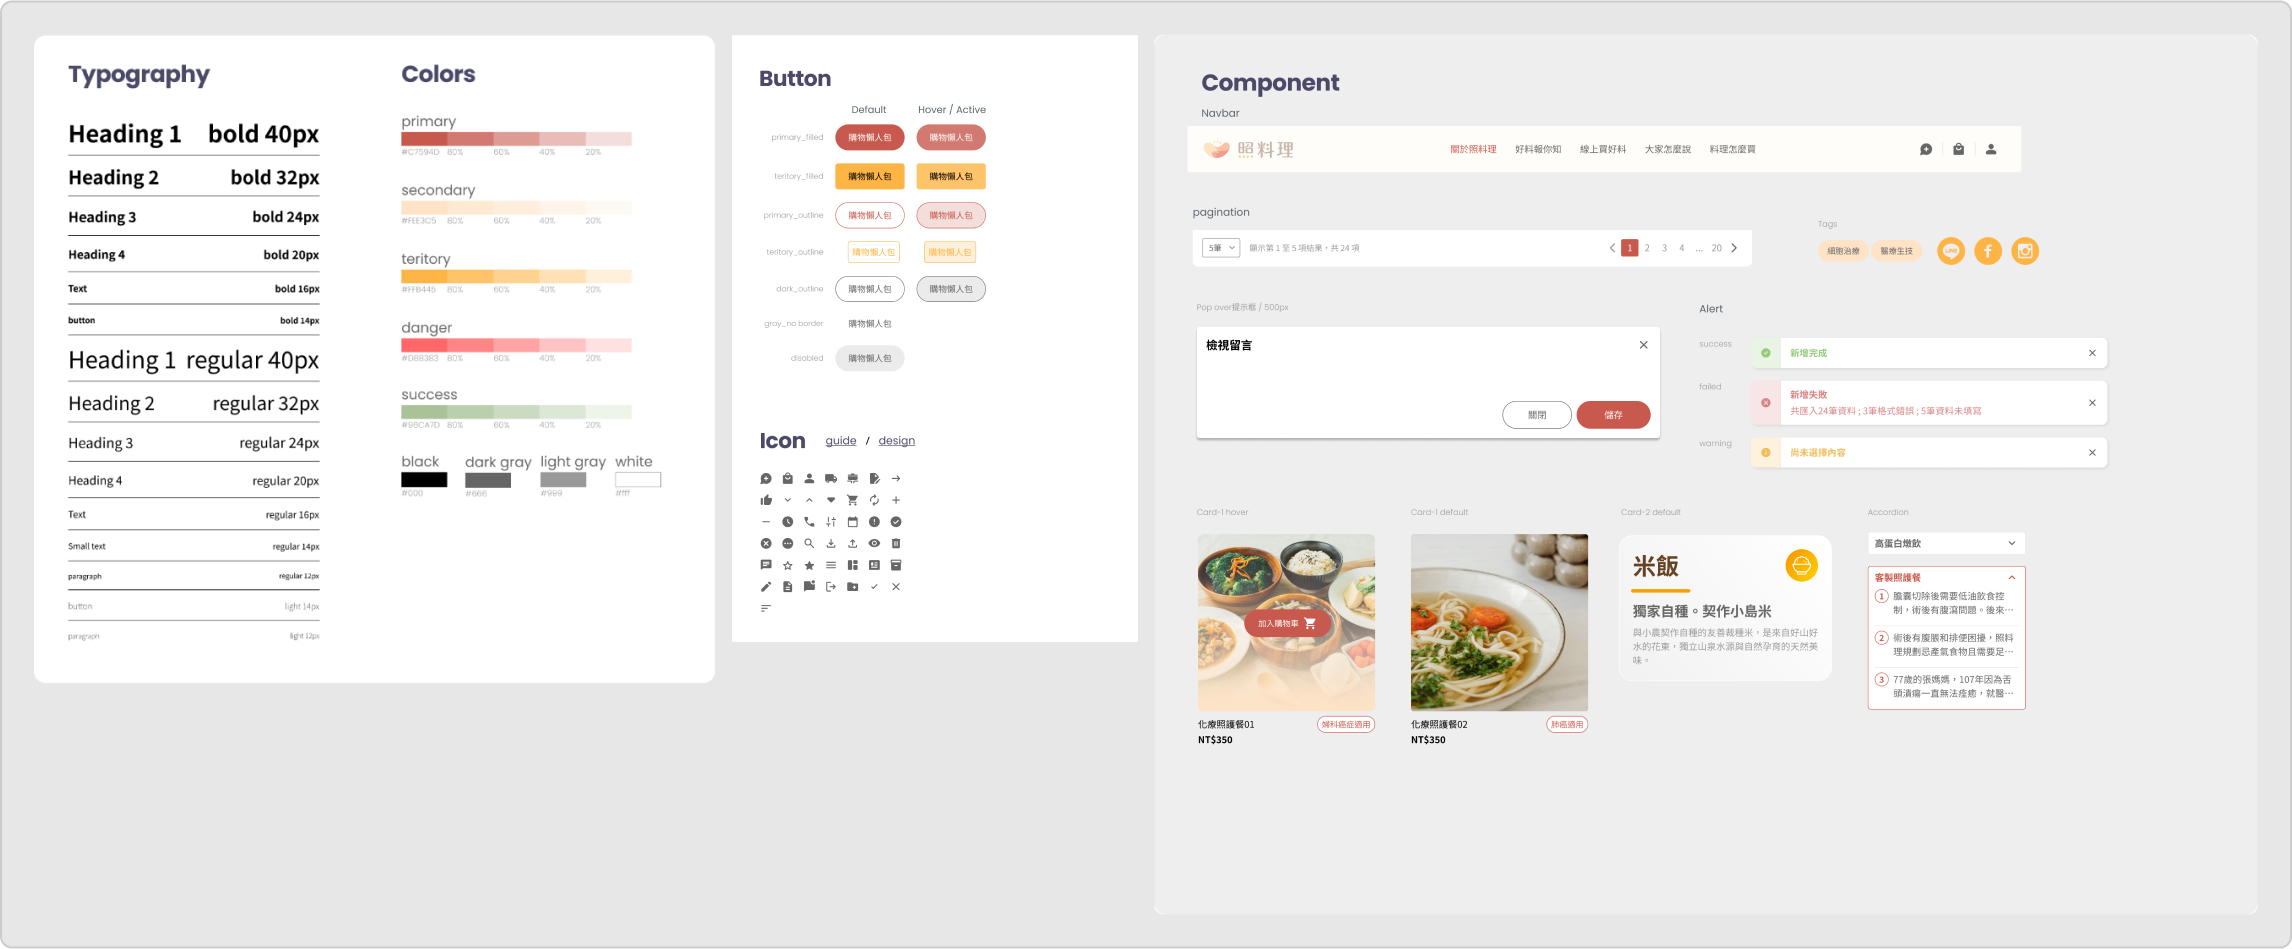 Typography
Heading 1 bold 40px
Heading 2 bold 32px
Heading 3 bold 24px
Heading 4 bold 20px
Text bold 16px
button bold 14px
Heading 1 regular 40px
Heading 2 regular 32px
Heading 3 regular 24px
Heading 4 regular 20px
Text regular 16px
Small text regular 14px
paragraph regular 12px
button light 14px
paragraph light 12px
Colors
primary
#C7594D 80% 60% 40% 20%
secondary
#FEE3C5 80% 60% 40% 20%
teritory
#FFB445 80% 60% 40% 20%
danger
#DB8383 80% 60% 40% 20%
success
#96CA7D 80% 60% 40% 20%
black dark gray light gray white
#000 #666 #999 #fff
Button
Default Hover / Active
primary_filled 購物懶人包 購物懶人包
teritory_filled 購物懶人包 購物懶人包
primary_outline 購物懶人包 購物懶人包
teritory_outline 購物懶人包 購物懶人包
dark_outline 購物懶人包 購物懶人包
gray_no border 購物懶人包
disabled 購物懶人包
Icon guide / design
Component
Navbar
照料理 關於照料理 好料報你知 線上買好料 大家怎麼說 料理怎麼買
pagination
5筆 顯示第 1 至 5 項結果，共 24 項 1 2 3 4 ... 20
Tags
細胞治療 醫療生技 LINE
Pop over提示框 / 500px
檢視留言
關閉 儲存
Alert
success 新增完成
failed 新增失敗
共匯入24筆資料 ; 3筆格式錯誤 ; 5筆資料未填寫
warning 尚未選擇內容
Card-1 hover
加入購物車
化療照護餐01 婦科癌症適用
NT$350
Card-1 default
化療照護餐02 肺癌適用
NT$350
Card-2 default
米飯
獨家自種。契作小島米
與小農契作自種的友善栽種米，是來自好山好
水的花東，獨立山泉水源與自然孕育的天然美
味。
Accordion
高蛋白燉飲
客製照護餐
1 膽囊切除後需要低油飲食控
制，術後有腹瀉問題。後來⋯
2 術後有腹脹和排便困擾，照料
理規劃忌產氣食物且需要足⋯
3 77歲的張媽媽，107年因為舌
頭潰瘍一直無法痊癒，就醫⋯